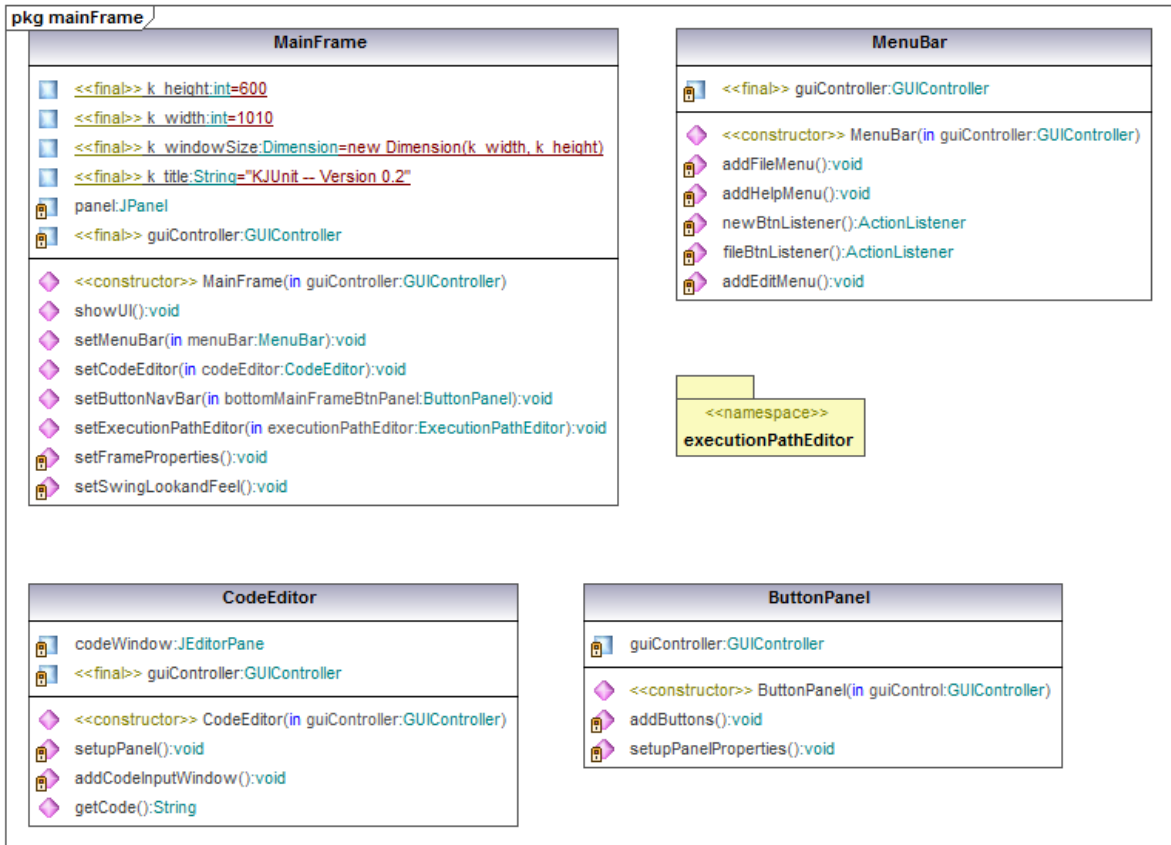 pkg mainFrame
MainFrame
<<final>> k_height:int=600
<<final>> k_width:int=1010
<<final>> k_windowSize:Dimension=new Dimension(k_width, k_height)
<<final>> k_title:String="KJUnit -- Version 0.2"
panel:JPanel
<<final>> guiController:GUIController
<<constructor>> MainFrame(in guiController:GUIController)
showUI():void
setMenuBar(in menuBar:MenuBar):void
setCodeEditor(in codeEditor:CodeEditor):void
setButtonNavBar(in bottomMainFrameBtnPanel:ButtonPanel):void
setExecutionPathEditor(in executionPathEditor:ExecutionPathEditor):void
setFrameProperties():void
setSwingLookandFeel():void
MenuBar
<<final>> guiController:GUIController
<<constructor>> MenuBar(in guiController:GUIController)
addFileMenu():void
addHelpMenu():void
newBtnListener():ActionListener
fileBtnListener():ActionListener
addEditMenu():void
<<namespace>>
executionPathEditor
CodeEditor
codeWindow:JEditorPane
<<final>> guiController:GUIController
<<constructor>> CodeEditor(in guiController:GUIController)
setupPanel():void
addCodeInputWindow():void
getCode():String
ButtonPanel
guiController:GUIController
<<constructor>> ButtonPanel(in guiControl:GUIController)
addButtons():void
setupPanelProperties():void